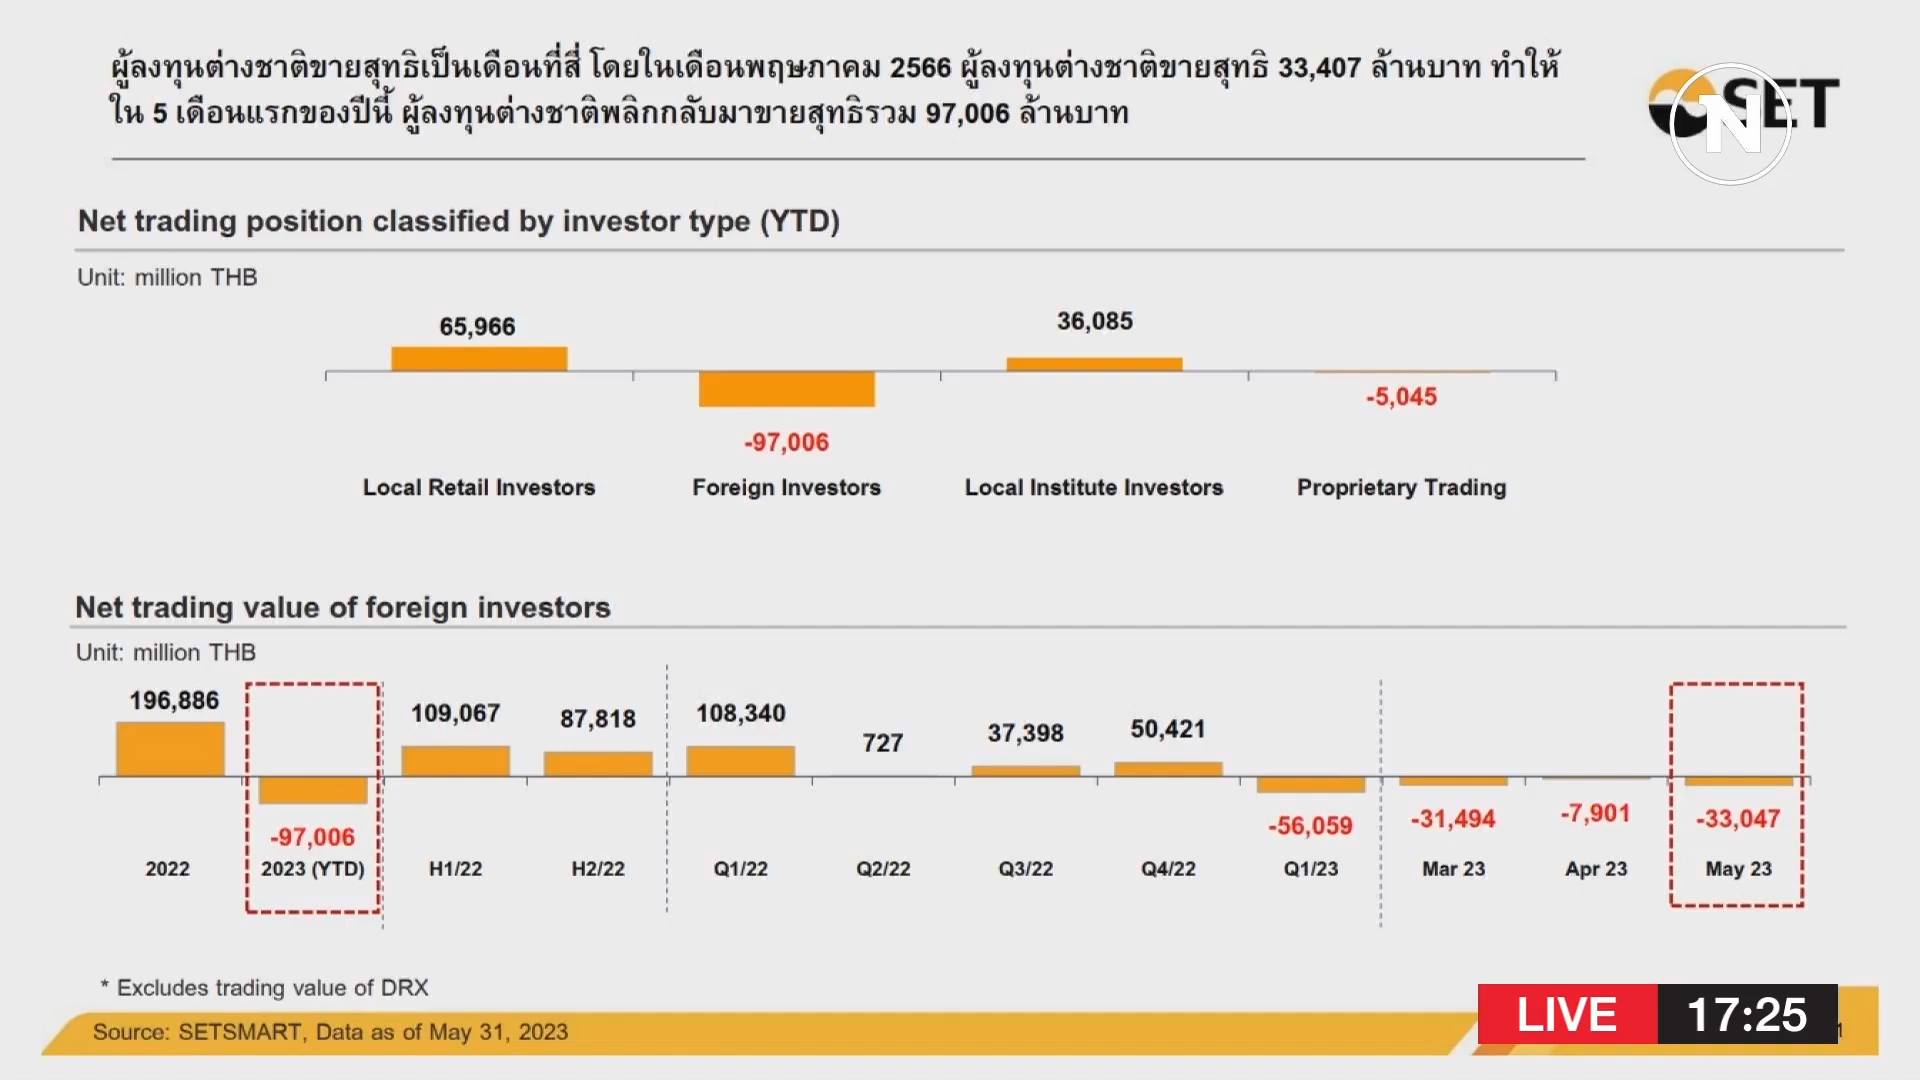 ผู้ลงทุนต่างชาติขายสุทธิเป็นเดือนที่สี่ โดยในเดือนพฤษภาคม 2566 ผู้ลงทุนต่างชาติขายสุทธิ 33,407 ล้านบาท ทำให้
ใน 5 เดือนแรกของปีนี้ ผู้ลงทุนต่างชาติพลิกกลับมาขายสุทธิรวม 97,006 ล้านบาท
SET
N
Net trading position classified by investor type (YTD)
Unit: million THB
65,966
36,085
-5,045
-97,006
Local Retail Investors
Foreign Investors
Local Institute Investors
Proprietary Trading
Net trading value of foreign investors
Unit: million THB
196,886
109,067
87,818
108,340
727
37,398
50,421
-97,006
-56,059
-31,494
-7,901
-33,047
2022
2023 (YTD)
H1/22
H2/22
Q1/22
Q2/22
Q3/22
Q4/22
Q1/23
Mar 23
Apr 23
May 23
* Excludes trading value of DRX
Source: SETSMART, Data as of May 31, 2023
LIVE 17:25